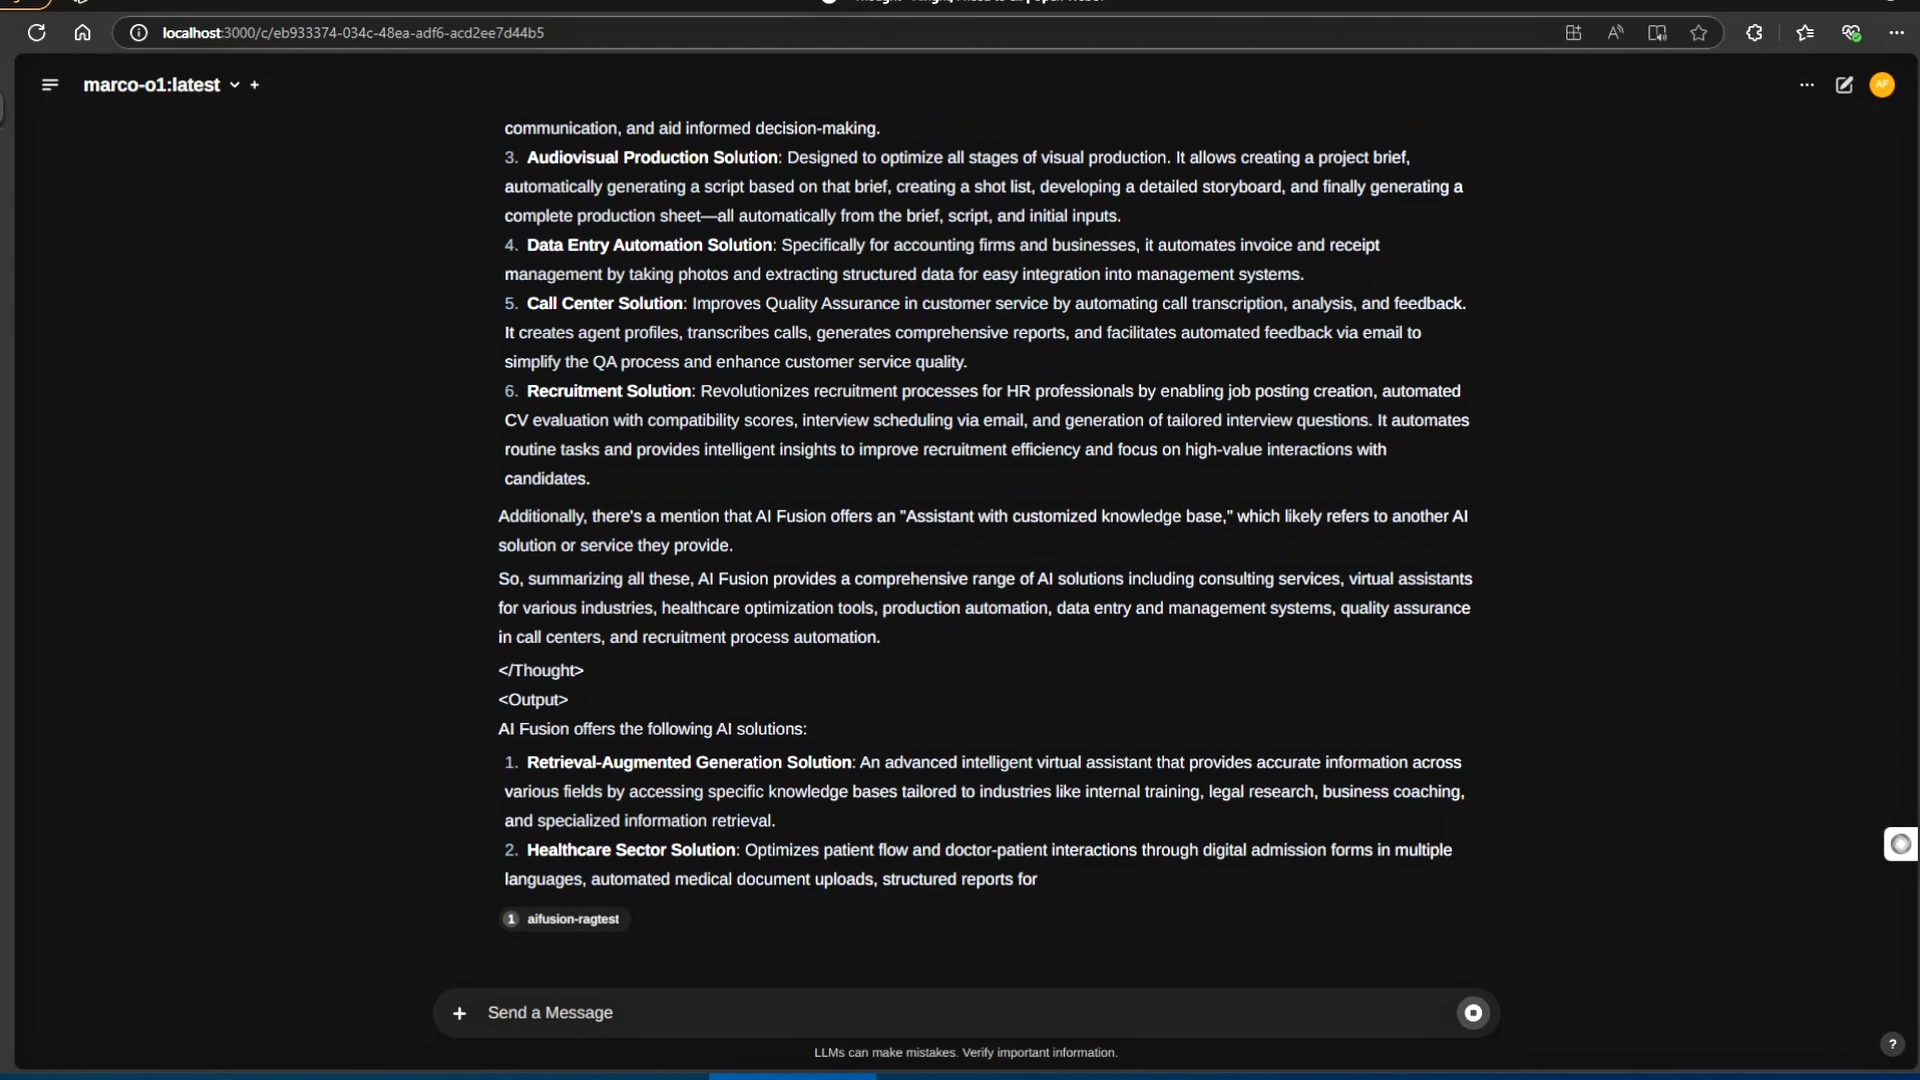 localhost:3000/c/eb933374-034c-48ea-adf6-acd2ee7d44b5
marco-o1:latest
AF
communication, and aid informed decision-making.
3. Audiovisual Production Solution: Designed to optimize all stages of visual production. It allows creating a project brief,
automatically generating a script based on that brief, creating a shot list, developing a detailed storyboard, and finally generating a
complete production sheet—all automatically from the brief, script, and initial inputs.
4. Data Entry Automation Solution: Specifically for accounting firms and businesses, it automates invoice and receipt
management by taking photos and extracting structured data for easy integration into management systems.
5. Call Center Solution: Improves Quality Assurance in customer service by automating call transcription, analysis, and feedback.
It creates agent profiles, transcribes calls, generates comprehensive reports, and facilitates automated feedback via email to
simplify the QA process and enhance customer service quality.
6. Recruitment Solution: Revolutionizes recruitment processes for HR professionals by enabling job posting creation, automated
CV evaluation with compatibility scores, interview scheduling via email, and generation of tailored interview questions. It automates
routine tasks and provides intelligent insights to improve recruitment efficiency and focus on high-value interactions with
candidates.
Additionally, there's a mention that AI Fusion offers an "Assistant with customized knowledge base," which likely refers to another AI
solution or service they provide.
So, summarizing all these, AI Fusion provides a comprehensive range of AI solutions including consulting services, virtual assistants
for various industries, healthcare optimization tools, production automation, data entry and management systems, quality assurance
in call centers, and recruitment process automation.
</Thought>
<Output>
AI Fusion offers the following AI solutions:
1. Retrieval-Augmented Generation Solution: An advanced intelligent virtual assistant that provides accurate information across
various fields by accessing specific knowledge bases tailored to industries like internal training, legal research, business coaching,
and specialized information retrieval.
2. Healthcare Sector Solution: Optimizes patient flow and doctor-patient interactions through digital admission forms in multiple
languages, automated medical document uploads, structured reports for
1 aifusion-ragtest
Send a Message
LLMs can make mistakes. Verify important information.
?